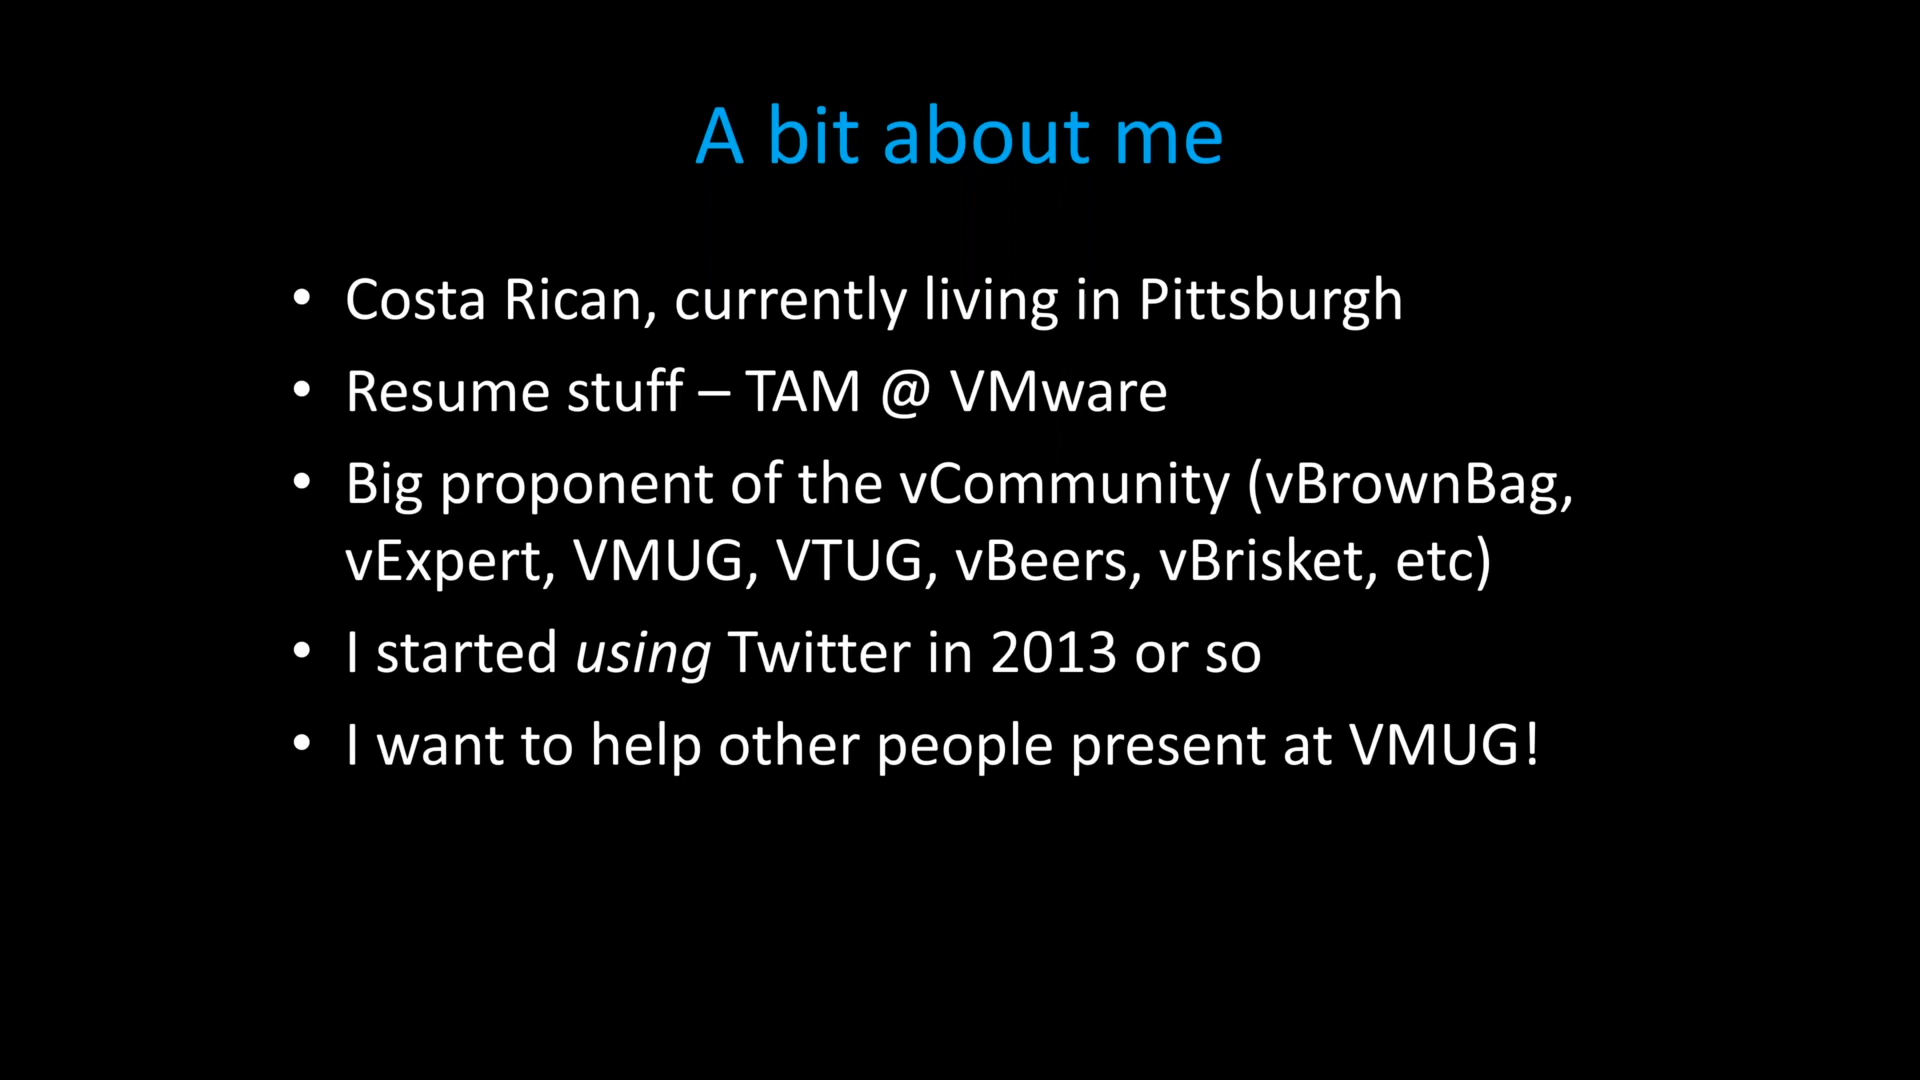 A bit about me
• Costa Rican, currently living in Pittsburgh
• Resume stuff – TAM @ VMware
• Big proponent of the vCommunity (vBrownBag,
vExpert, VMUG, VTUG, vBeers, vBrisket, etc)
• I started using Twitter in 2013 or so
• I want to help other people present at VMUG!